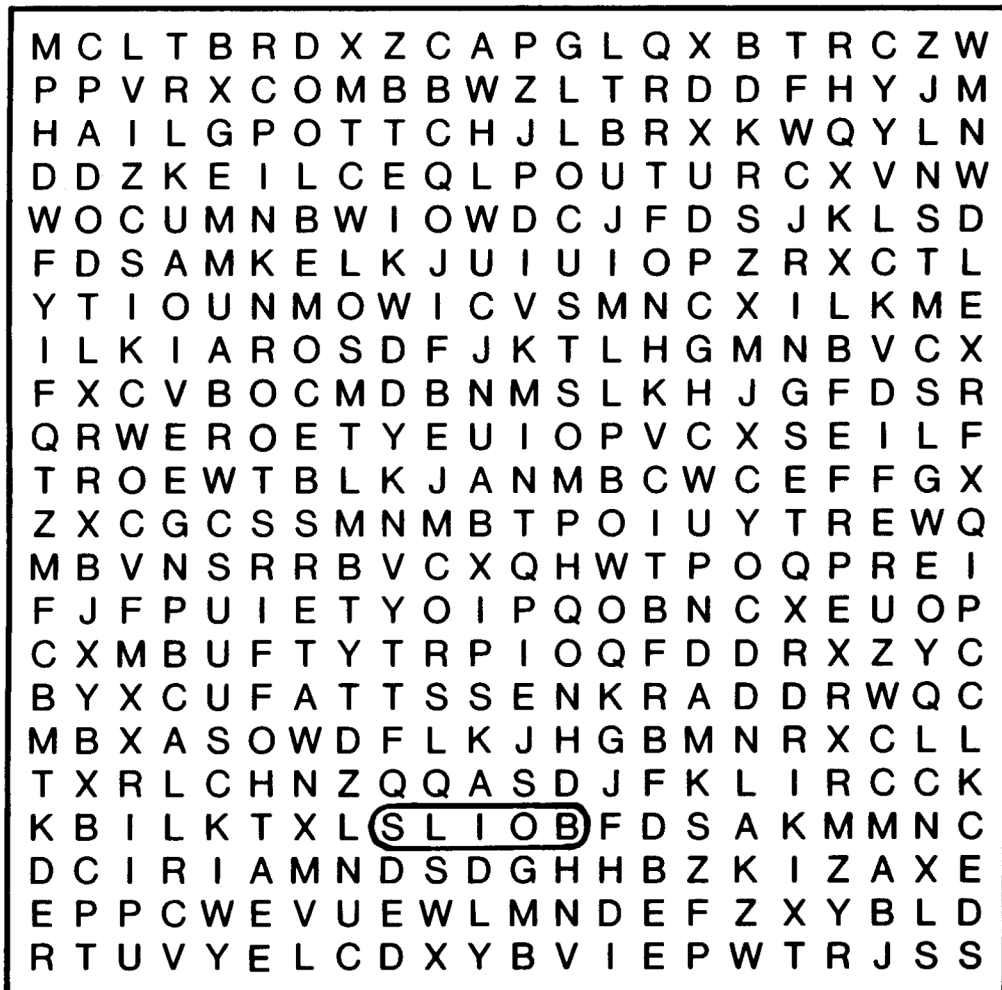 M C L T B R D X Z C A P G L Q X B T R C Z W
P P V R X C O M B B W Z L T R D D F H Y J M
H A I L G P O T T C H J L B R X K W Q Y L N
D D Z K E I L C E Q L P O U T U R C X V N W
W O C U M N B W I O W D C J F D S J K L S D
F D S A M K E L K J U I U I O P Z R X C T L
Y T I O U N M O W I C V S M N C X I L K M E
I L K I A R O S D F J K T L H G M N B V C X
F X C V B O C M D B N M S L K H J G F D S R
Q R W E R O E T Y E U I O P V C X S E I L F
T R O E W T B L K J A N M B C W C E F F G X
Z X C G C S S M N M B T P O I U Y T R E W Q
M B V N S R R B V C X Q H W T P O Q P R E I
F J F P U I E T Y O I P Q O B N C X E U O P
C X M B U F T Y T R P I O Q F D D R X Z Y C
B Y X C U F A T T S S E N K R A D D R W Q C
M B X A S O W D F L K J H G B M N R X C L L
T X R L C H N Z Q Q A S D J F K L I R C C K
K B I L K T X L S L I O B F D S A K M M N C
D C I R I A M N D S D G H H B Z K I Z A X E
E P P C W E V U E W L M N D E F Z X Y B L D
R T U V Y E L C D X Y B V I E P W T R J S S